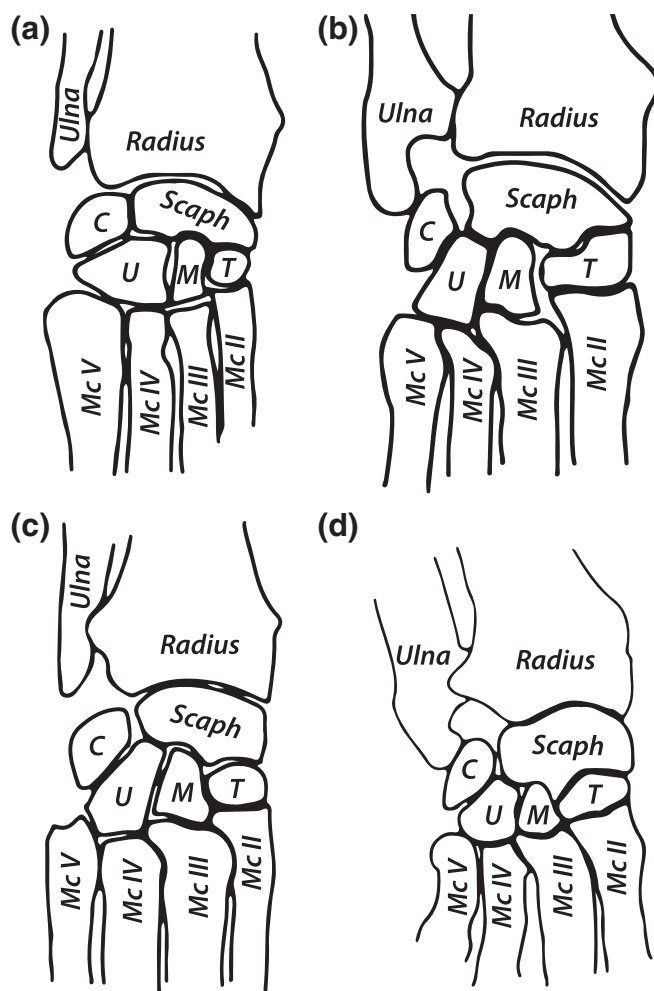 (a)
Ulna
Radius
Scaph
C
U
M
T
Mc V
Mc IV
Mc III
Mc II
(b)
Ulna
Radius
Scaph
C
U
M
T
Mc V
Mc IV
Mc III
Mc II
(c)
Ulna
Radius
Scaph
C
U
M
T
Mc V
Mc IV
Mc III
Mc II
(d)
Ulna
Radius
Scaph
C
U
M
T
Mc V
Mc IV
Mc III
Mc II